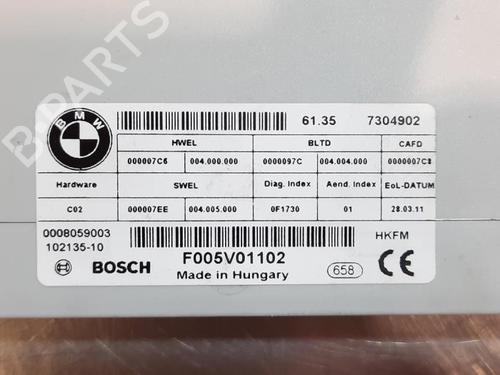 B-PARTS
BMW
61.35 7304902
HWEL BLTD CAFD
000007C6 004.000.000 0000097C 004.004.000 0000007C8
Hardware SWEL Diag. Index Aend. Index EoL-DATUM
C02 000007EE 004.005.000 0F1730 01 28.03.11
0008059003 HKFM
102135-10
BOSCH F005V01102 658 CE
Made in Hungary